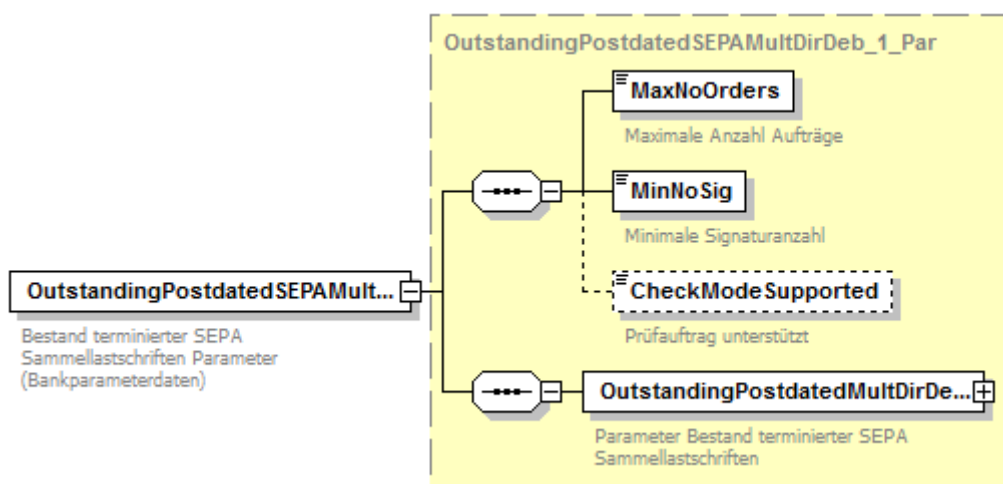 OutstandingPostdatedSEPAMultDirDeb_1_Par
MaxNoOrders
Maximale Anzahl Aufträge
MinNoSig
Minimale Signaturanzahl
CheckModeSupported
Prüfauftrag unterstützt
OutstandingPostdatedSEPAMult...
Bestand terminierter SEPA
Sammellastschriften Parameter
(Bankparameterdaten)
OutstandingPostdatedMultDirDe...
Parameter Bestand terminierter SEPA
Sammellastschriften